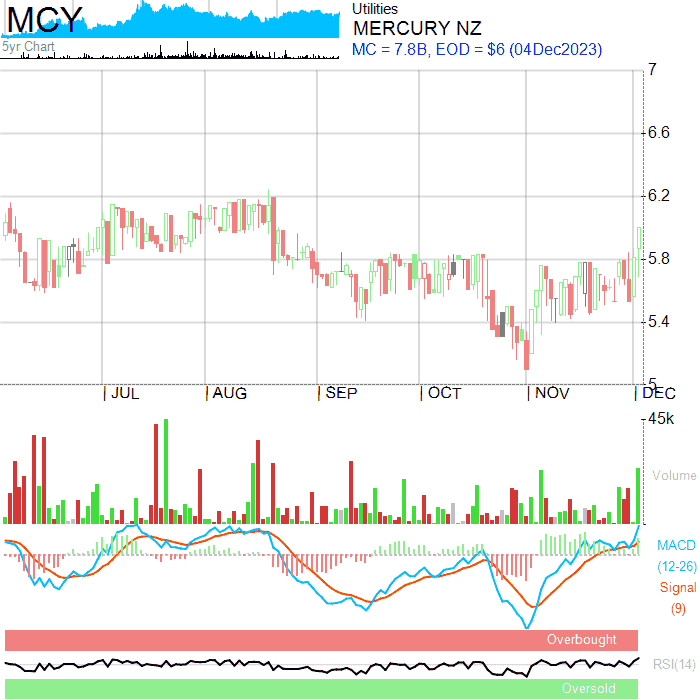 MCY
5yr Chart
Utilities
MERCURY NZ
MC = 7.8B, EOD = $6 (04Dec2023)
7
6.6
6.2
5.8
5.4
5
JUL
AUG
SEP
OCT
NOV
DEC
45k
Volume
MACD
(12-26)
Signal
(9)
Overbought
RSI(14)
Oversold